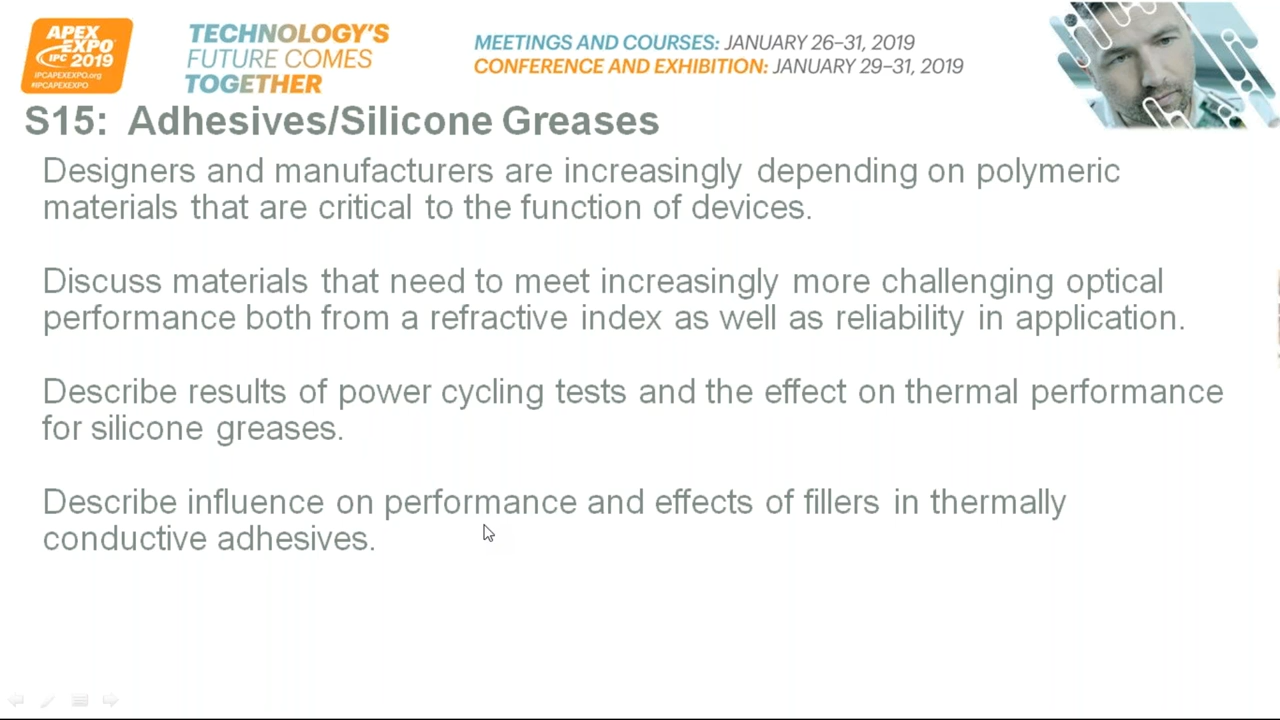 APEX
EXPO
IPC 2019
IPCAPEXEXPO.org
#IPCAPEXEXPO
TECHNOLOGY'S
FUTURE COMES
TOGETHER
MEETINGS AND COURSES: JANUARY 26–31, 2019
CONFERENCE AND EXHIBITION: JANUARY 29–31, 2019
S15: Adhesives/Silicone Greases
Designers and manufacturers are increasingly depending on polymeric
materials that are critical to the function of devices.
Discuss materials that need to meet increasingly more challenging optical
performance both from a refractive index as well as reliability in application.
Describe results of power cycling tests and the effect on thermal performance
for silicone greases.
Describe influence on performance and effects of fillers in thermally
conductive adhesives.